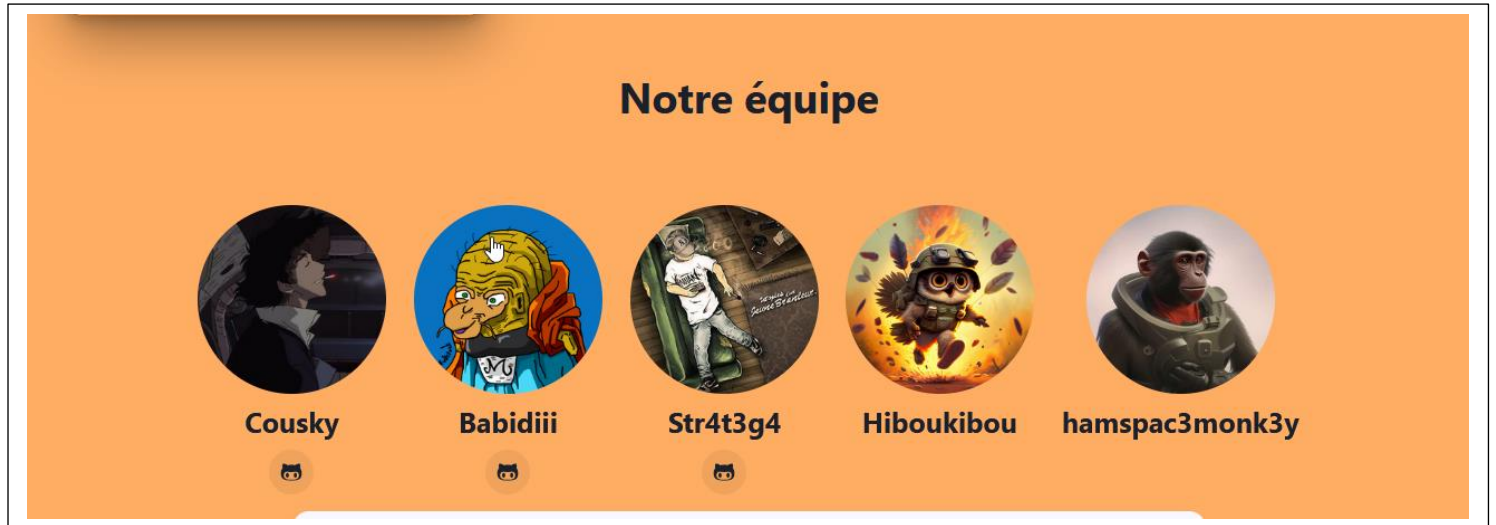 Notre équipe
Cousky
Babidiii
Str4t3g4
Hiboukibou
hamspac3monk3y